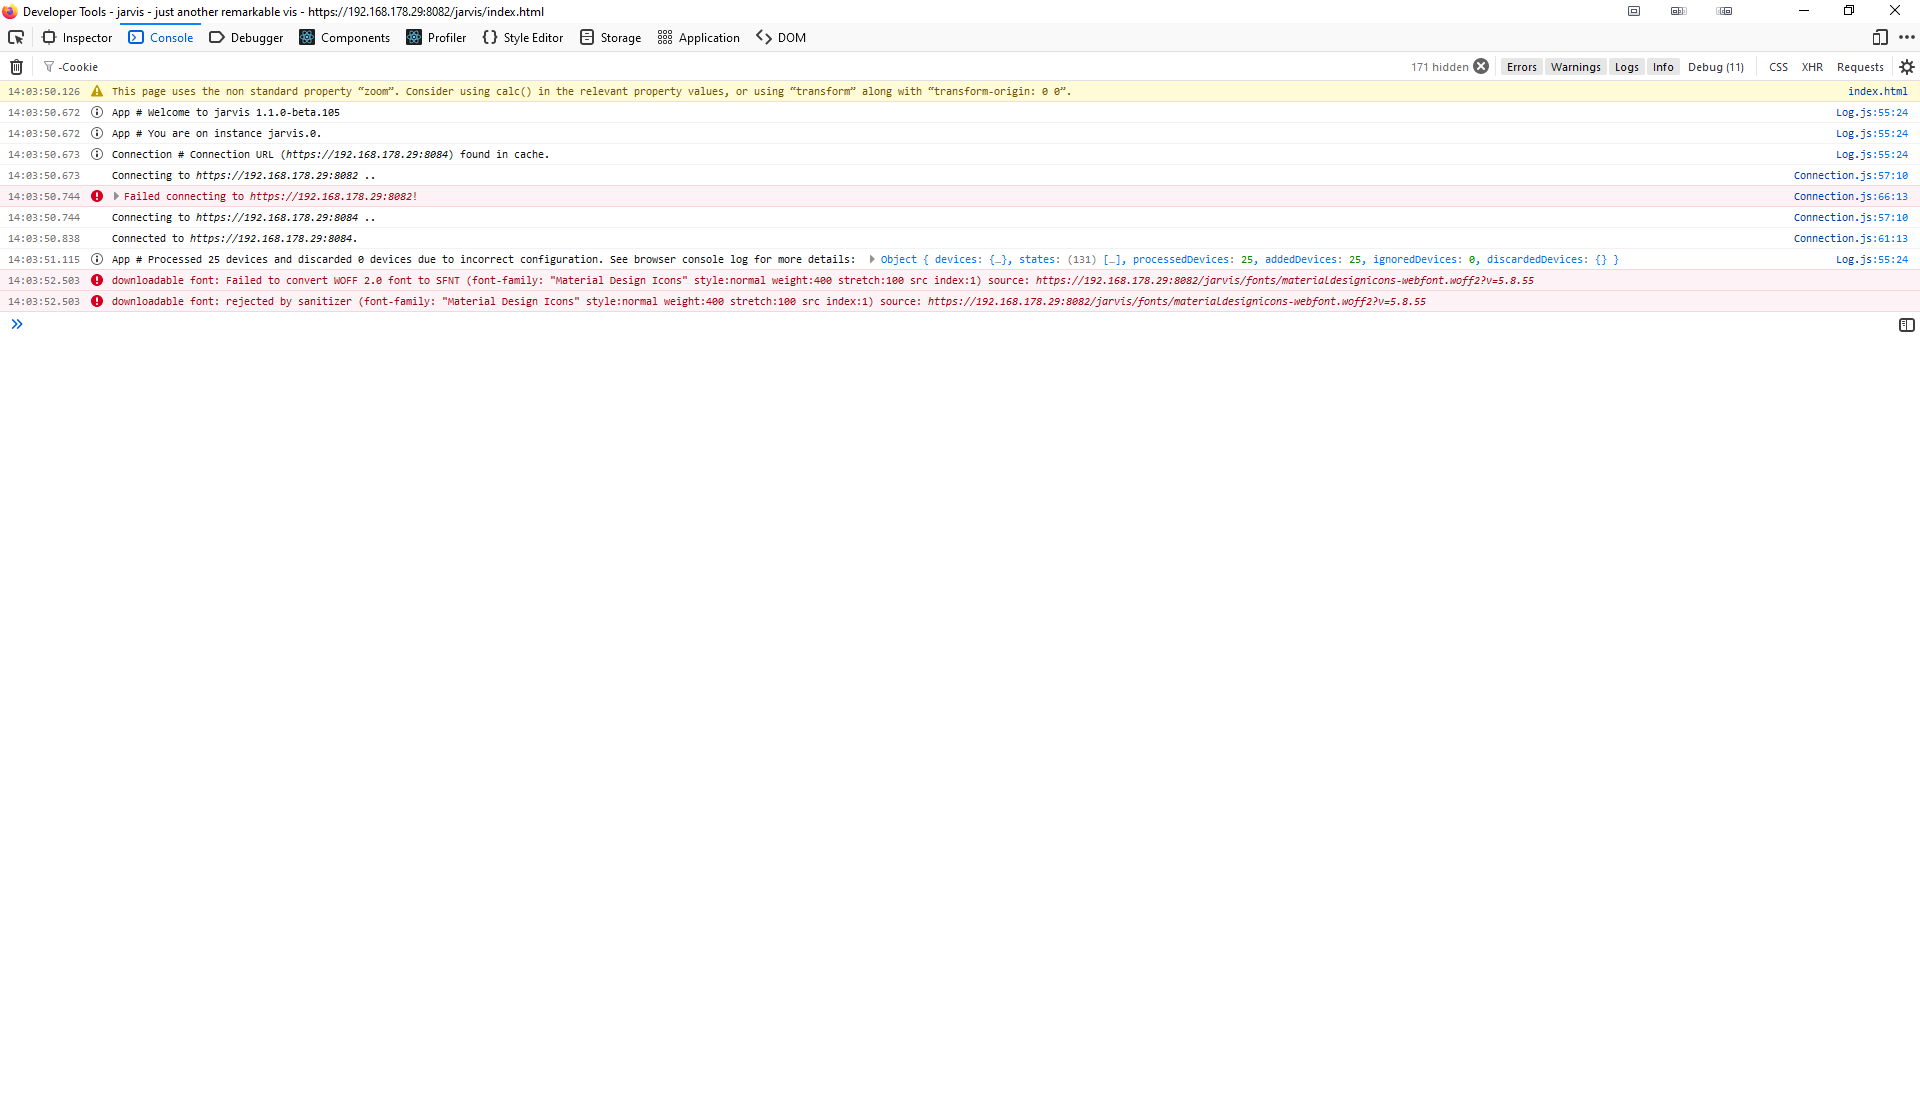 Developer Tools - jarvis - just another remarkable vis - https://192.168.178.29:8082/jarvis/index.html
Inspector Console Debugger Components Profiler Style Editor Storage Application DOM
-Cookie 171 hidden Errors Warnings Logs Info Debug (11) CSS XHR Requests
14:03:50.126 This page uses the non standard property “zoom”. Consider using calc() in the relevant property values, or using “transform” along with “transform-origin: 0 0”. index.html
14:03:50.672 App # Welcome to jarvis 1.1.0-beta.105 Log.js:55:24
14:03:50.672 App # You are on instance jarvis.0. Log.js:55:24
14:03:50.673 Connection # Connection URL (https://192.168.178.29:8084) found in cache. Log.js:55:24
14:03:50.673 Connecting to https://192.168.178.29:8082 .. Connection.js:57:10
14:03:50.744 Failed connecting to https://192.168.178.29:8082! Connection.js:66:13
14:03:50.744 Connecting to https://192.168.178.29:8084 .. Connection.js:57:10
14:03:50.838 Connected to https://192.168.178.29:8084. Connection.js:61:13
14:03:51.115 App # Processed 25 devices and discarded 0 devices due to incorrect configuration. See browser console log for more details: Object { devices: {…}, states: (131) […], processedDevices: 25, addedDevices: 25, ignoredDevices: 0, discardedDevices: {} } Log.js:55:24
14:03:52.503 downloadable font: Failed to convert WOFF 2.0 font to SFNT (font-family: "Material Design Icons" style:normal weight:400 stretch:100 src index:1) source: https://192.168.178.29:8082/jarvis/fonts/materialdesignicons-webfont.woff2?v=5.8.55
14:03:52.503 downloadable font: rejected by sanitizer (font-family: "Material Design Icons" style:normal weight:400 stretch:100 src index:1) source: https://192.168.178.29:8082/jarvis/fonts/materialdesignicons-webfont.woff2?v=5.8.55